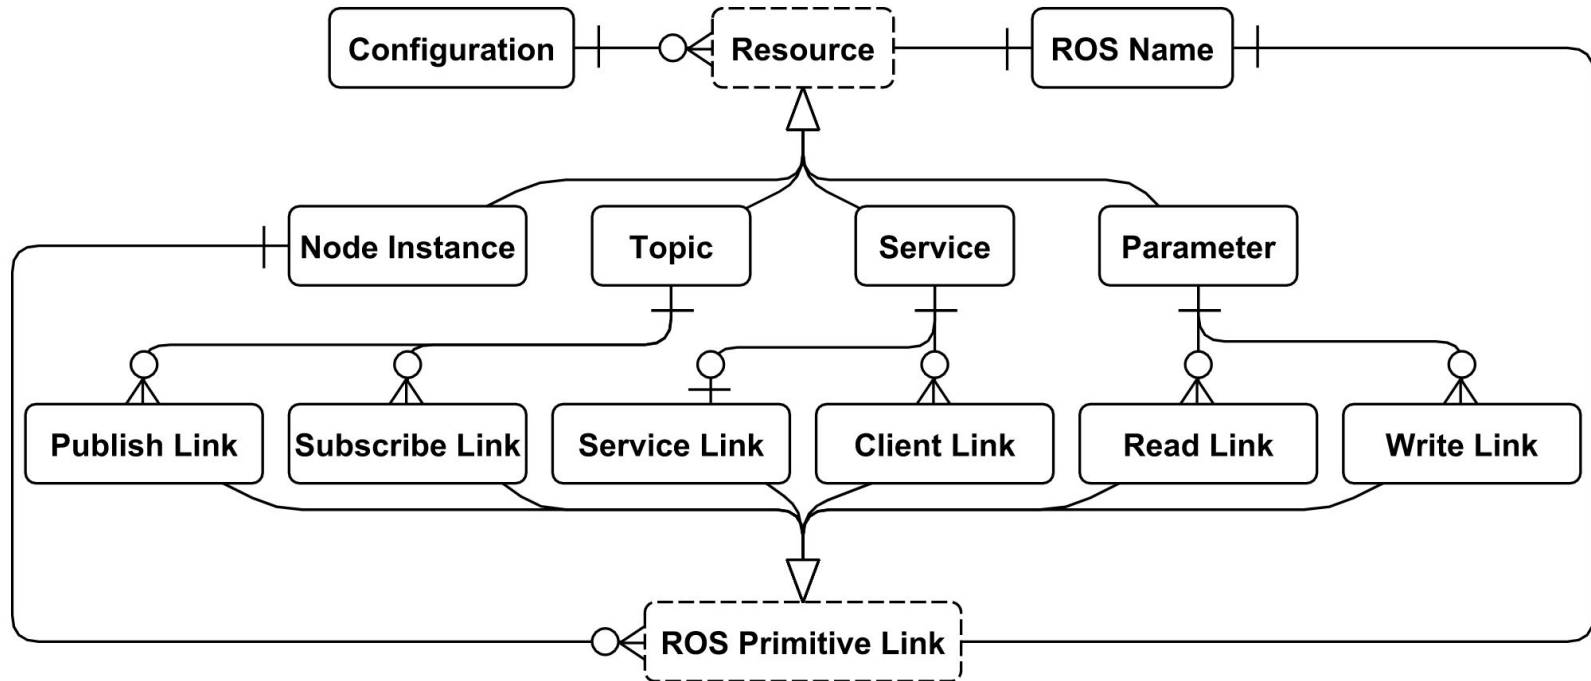 Configuration
Resource
ROS Name
Node Instance
Topic
Service
Parameter
Publish Link
Subscribe Link
Service Link
Client Link
Read Link
Write Link
ROS Primitive Link